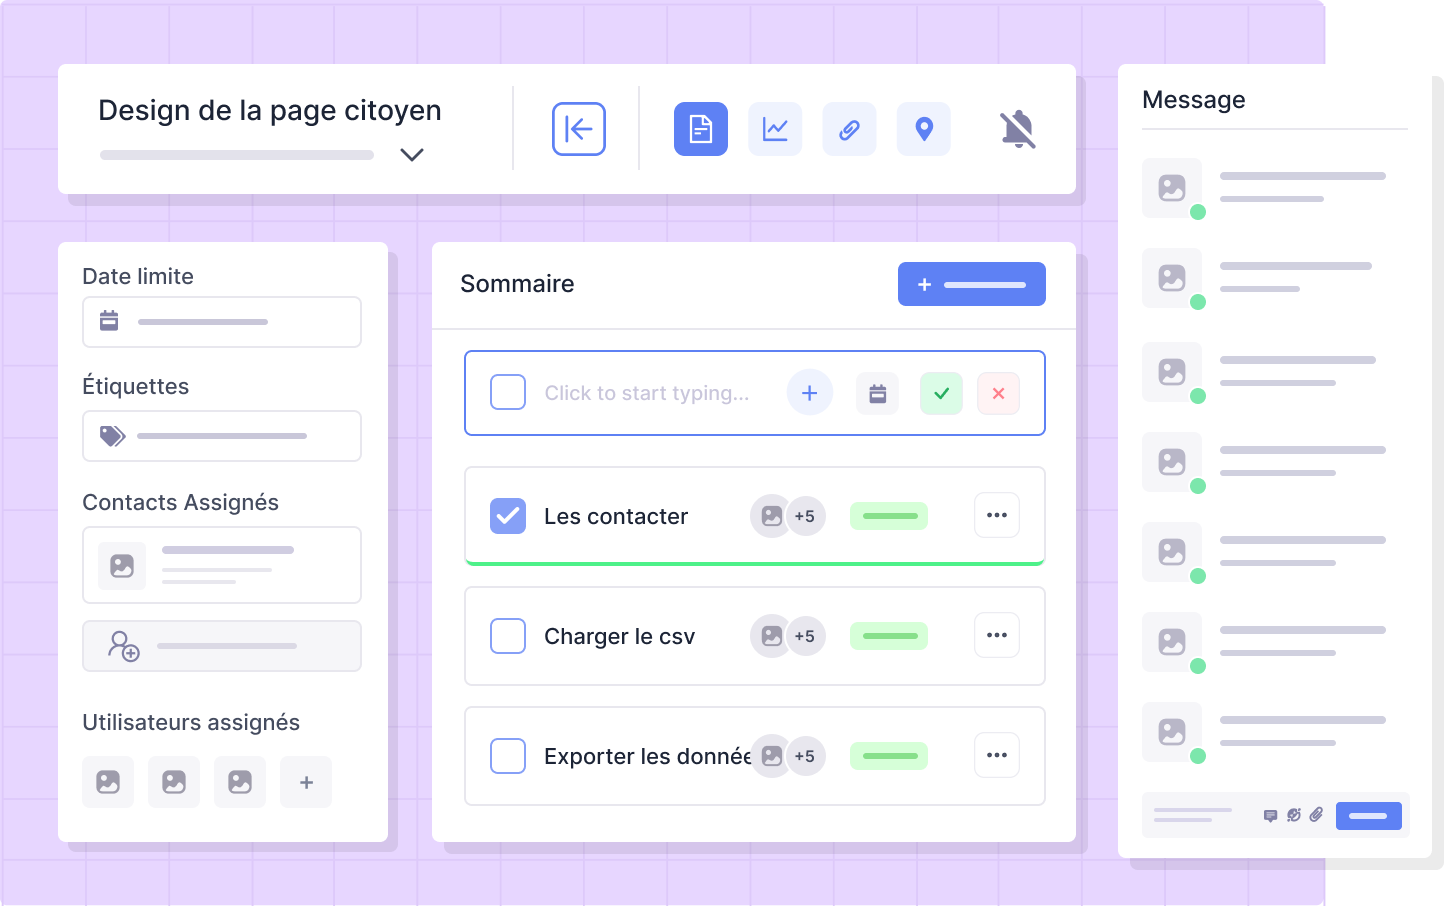 Design de la page citoyen
Message
Date limite
Étiquettes
Contacts Assignés
Utilisateurs assignés
+
Sommaire
+
Click to start typing...
+
Les contacter
+5
Charger le csv
+5
Exporter les donnée
+5